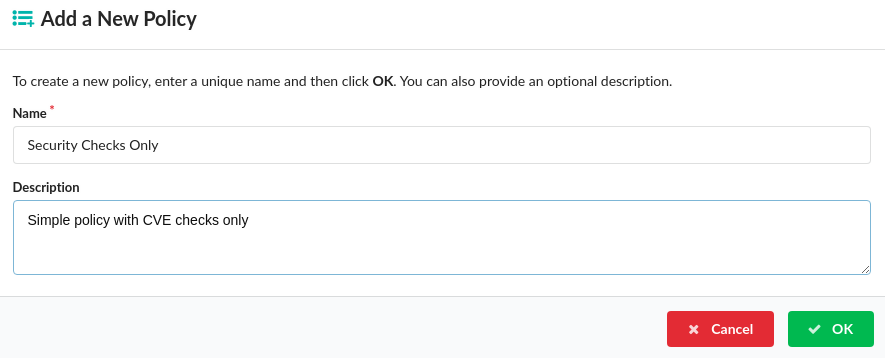 Add a New Policy
To create a new policy, enter a unique name and then click OK. You can also provide an optional description.
Name *
Security Checks Only
Description
Simple policy with CVE checks only
Cancel
OK